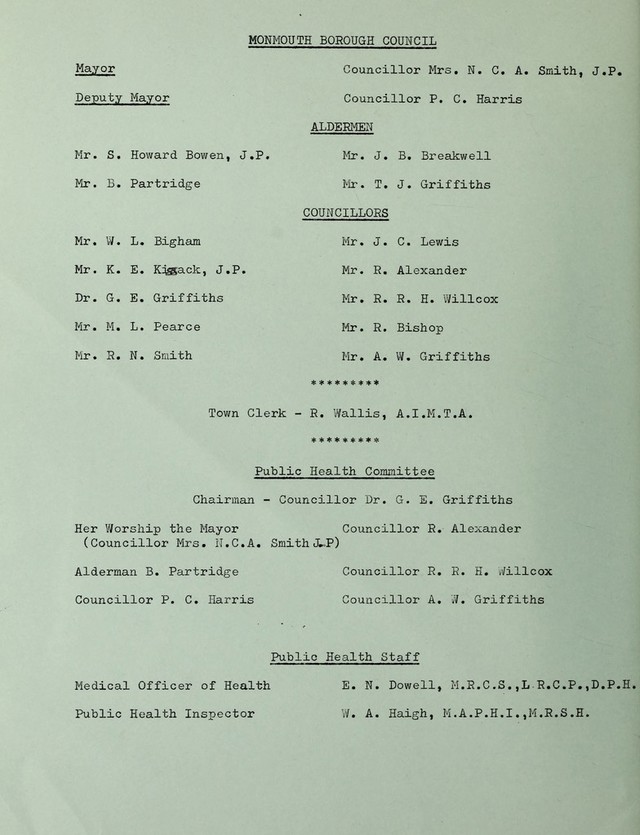 MONMOUTH BOROUGH COUNCIL
Mayor Councillor Mrs. N. C. A. Smith, J.P.
Deputy Mayor Councillor P. C. Harris
ALDERMEN
Mr. S. Howard Bowen, J.P. Mr. J. B. Breakwell
Mr. B. Partridge Mr. T. J. Griffiths
COUNCILLORS
Mr. W. L. Bigham Mr. J. C. Lewis
Mr. K. E. J.P. Mr. R. Alexander
Dr. G. E. Griffiths Mr. R. R. H. Willcox
Mr. M. L. Pearce Mr. R. Bishop
Mr. R. N. Smith Mr. A. W. Griffiths
*********
Town Clerk - R. Wallis, A.I.M.T.A.
*********
Public Health Committee
Chairman - Councillor Dr. G. E. Griffiths
Her Worship the Mayor Councillor R. Alexander
(Councillor Mrs. N.C.A. Smith J.P)
Alderman B. Partridge Councillor R. R. H. Willcox
Councillor P. C. Harris Councillor A. W. Griffiths
Public Health Staff
Medical Officer of Health E. N. Dowell, M.R.C.S.,L.R.C.P.,D.P.H.
Public Health Inspector W. A. Haigh, M.A.P.H.I.,M.R.S.H.